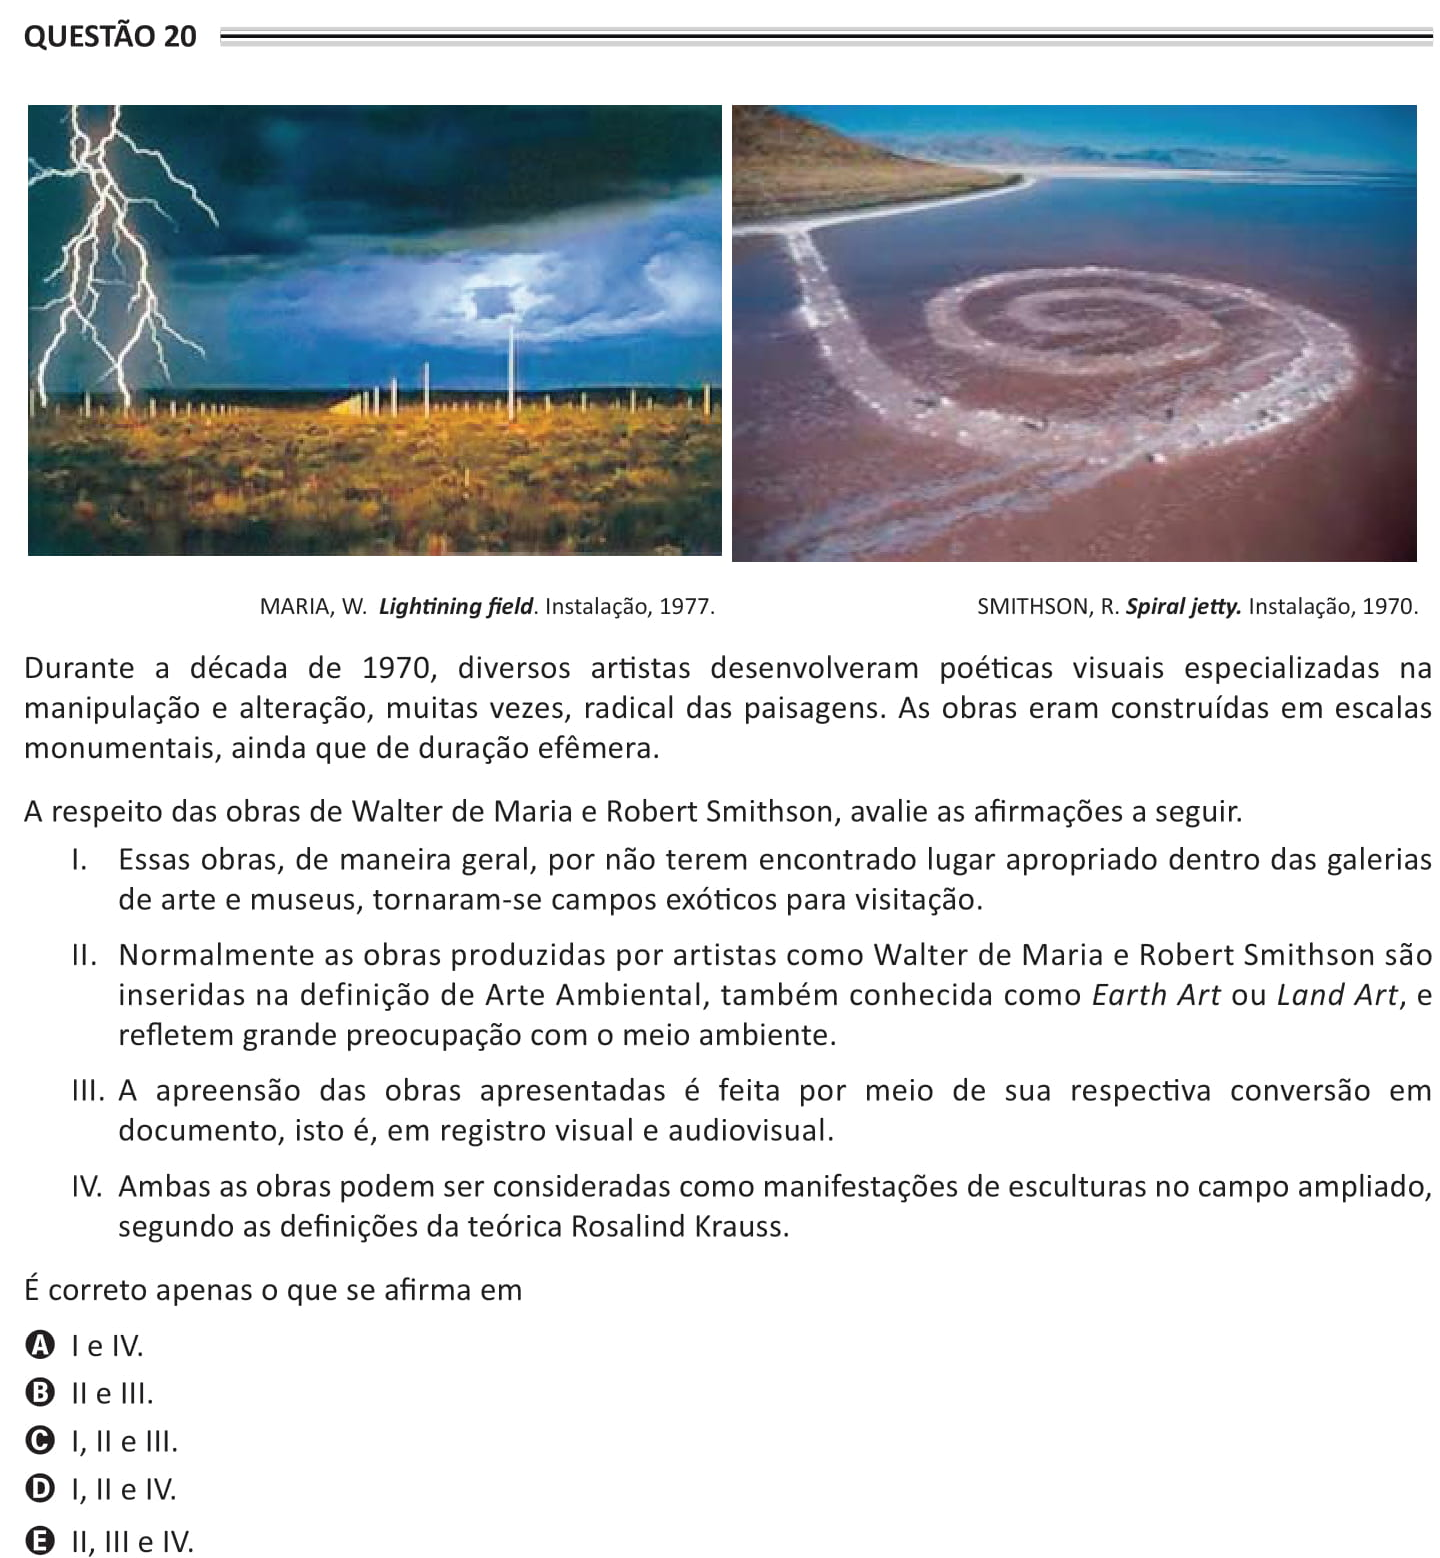 QUESTÃO 20
MARIA, W. Lightining field. Instalação, 1977.
SMITHSON, R. Spiral jetty. Instalação, 1970.
Durante a década de 1970, diversos artistas desenvolveram poéticas visuais especializadas na
manipulação e alteração, muitas vezes, radical das paisagens. As obras eram construídas em escalas
monumentais, ainda que de duração efêmera.
A respeito das obras de Walter de Maria e Robert Smithson, avalie as afirmações a seguir.
I. Essas obras, de maneira geral, por não terem encontrado lugar apropriado dentro das galerias
de arte e museus, tornaram-se campos exóticos para visitação.
II. Normalmente as obras produzidas por artistas como Walter de Maria e Robert Smithson são
inseridas na definição de Arte Ambiental, também conhecida como Earth Art ou Land Art, e
refletem grande preocupação com o meio ambiente.
III. A apreensão das obras apresentadas é feita por meio de sua respectiva conversão em
documento, isto é, em registro visual e audiovisual.
IV. Ambas as obras podem ser consideradas como manifestações de esculturas no campo ampliado,
segundo as definições da teórica Rosalind Krauss.
É correto apenas o que se afirma em
A I e IV.
B II e III.
C I, II e III.
D I, II e IV.
E II, III e IV.